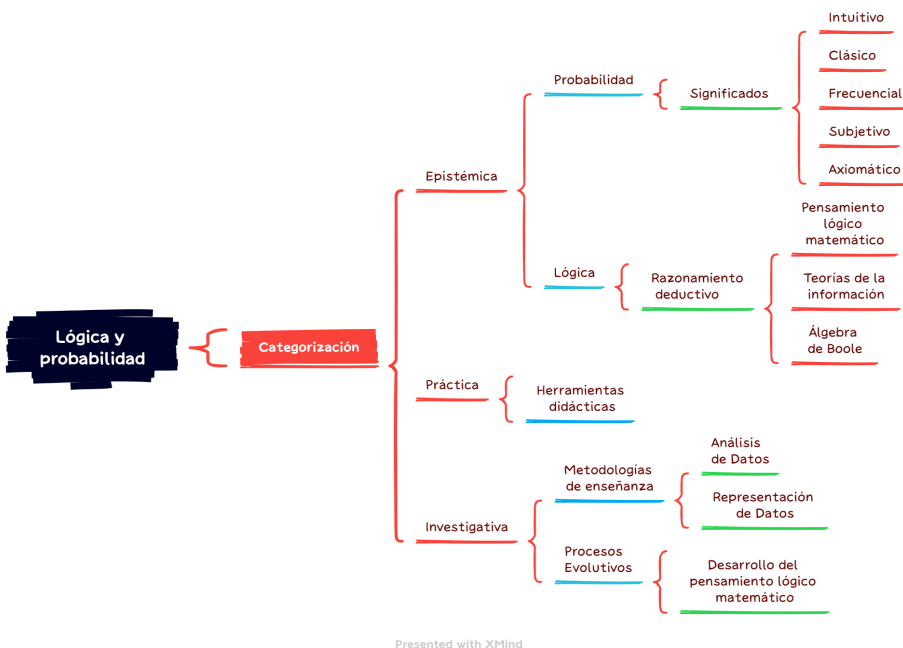 Lógica y
probabilidad
Categorización
Epistémica
Probabilidad
Significados
Intuitivo
Clásico
Frecuencial
Subjetivo
Axiomático
Lógica
Razonamiento
deductivo
Pensamiento
lógico
matemático
Teorías de la
información
Álgebra
de Boole
Práctica
Herramientas
didácticas
Investigativa
Metodologías
de enseñanza
Análisis
de Datos
Representación
de Datos
Procesos
Evolutivos
Desarrollo del
pensamiento lógico
matemático
Presented with XMind